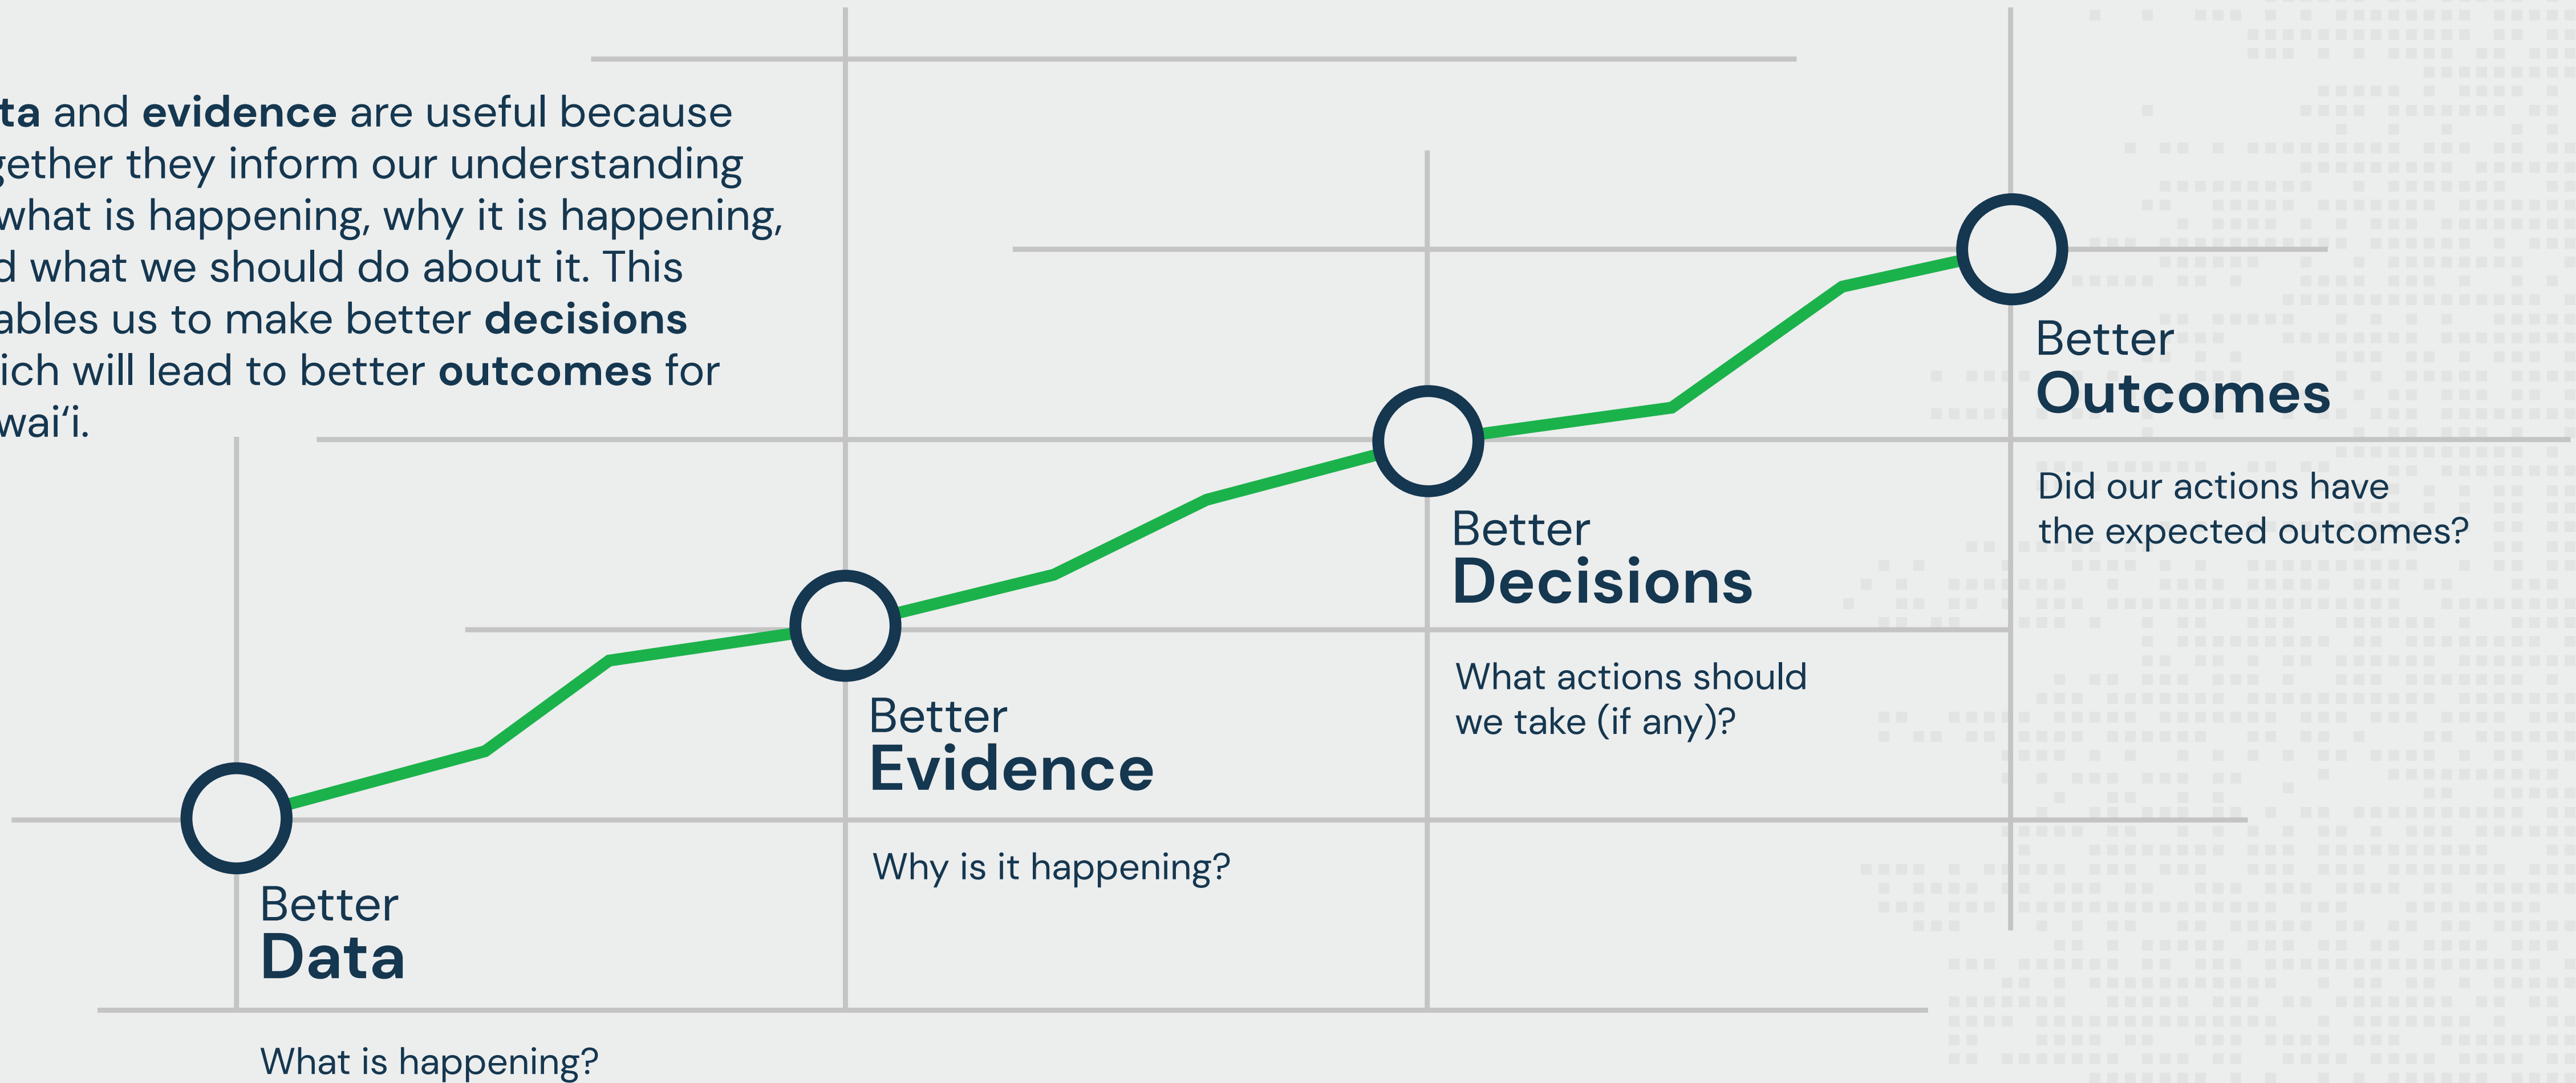 ta and evidence are useful because
gether they inform our understanding
what is happening, why it is happening,
d what we should do about it. This
ables us to make better decisions
ich will lead to better outcomes for
waiʻi.
Better
Data
What is happening?
Better
Evidence
Why is it happening?
Better
Decisions
What actions should
we take (if any)?
Better
Outcomes
Did our actions have
the expected outcomes?